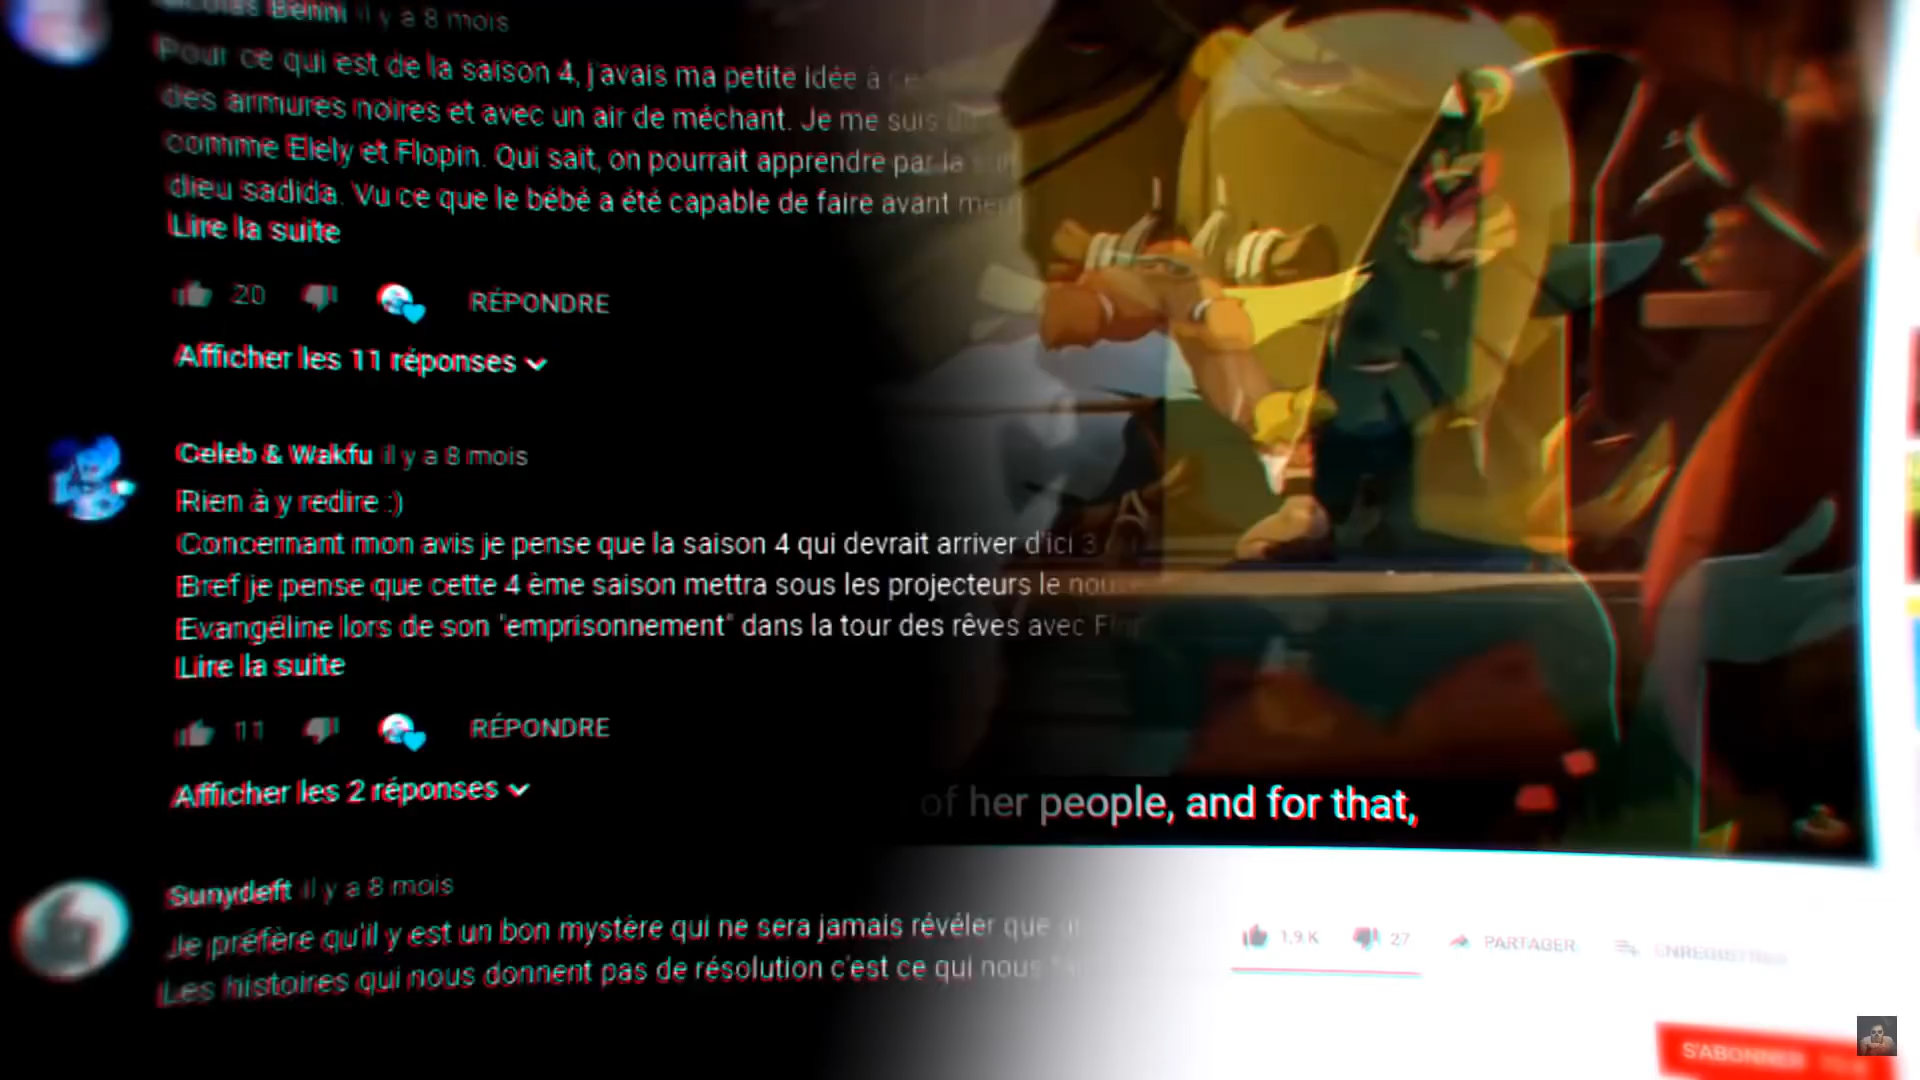 Benni il y a 8 mois
Pour ce qui est de la saison 4, j'avais ma petite idée à
des armures noires et avec un air de méchant. Je me suis
comme Elely et Flopin. Qui sait, on pourrait apprendre par la
dieu sadida. Vu ce que le bébé a été capable de faire avant
Lire la suite
20 RÉPONDRE
Afficher les 11 réponses
Celeb & Wakfu il y a 8 mois
Rien à y redire :)
Concernant mon avis je pense que la saison 4 qui devrait arriver d'ici 3
Bref je pense que cette 4 ème saison mettra sous les projecteurs le
Evangéline lors de son "emprisonnement" dans la tour des rêves avec
Lire la suite
11 RÉPONDRE
Afficher les 2 réponses
Sunydeft il y a 8 mois
Je préfère qu'il y est un bon mystére qui ne sera jamais révéler que
Les histoires qui nous donnent pas de résolution c'est ce qui nous
of her people, and for that,
1,9 K 27 PARTAGER ENREGISTRER
S'ABONNER